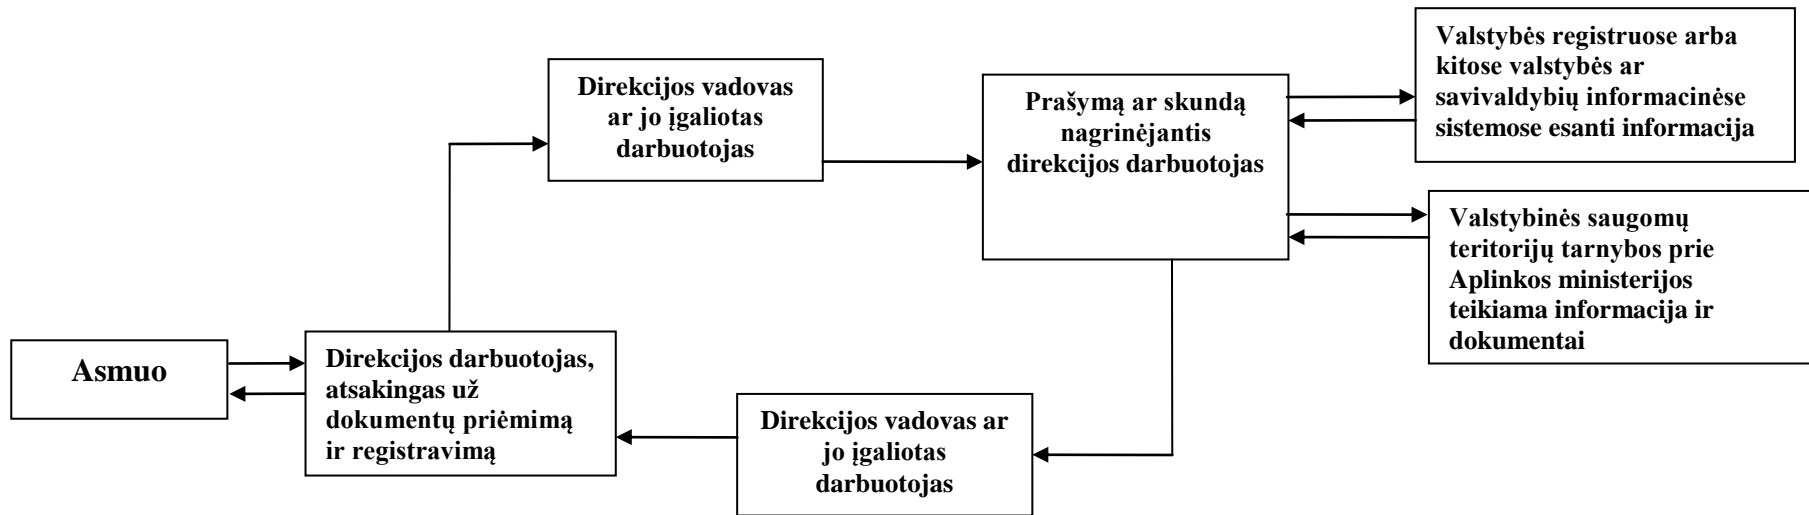 Valstybės registruose arba
kitose valstybės ar
savivaldybių informacinėse
sistemose esanti informacija
Direkcijos vadovas
ar jo įgaliotas
darbuotojas
Prašymą ar skundą
nagrinėjantis
direkcijos darbuotojas
Valstybinės saugomų
teritorijų tarnybos prie
Aplinkos ministerijos
teikiama informacija ir
dokumentai
Asmuo
Direkcijos darbuotojas,
atsakingas už
dokumentų priėmimą
ir registravimą
Direkcijos vadovas ar
jo įgaliotas
darbuotojas